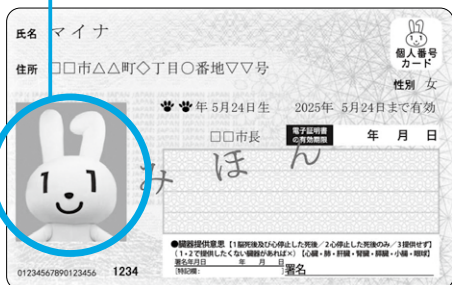 氏名 マイナ
個人番号
カード
住所 □□市△△町◇丁目○番地▽▽号
性別 女
年 5月24日生 2025年 5月24日まで有効
□□市長 電子証明書の有効期限 年 月 日
みほん
1 1
●臓器提供意思【1脳死後及び心停止した死後/2心停止した死後のみ/3提供せず】
(1・2で提供したくない臓器があれば×)【心臓・肺・肝臓・腎臓・膵臓・小腸・眼球】
署名年月日 年 月 日
[特記欄: ] 署名
01234567890123456 1234